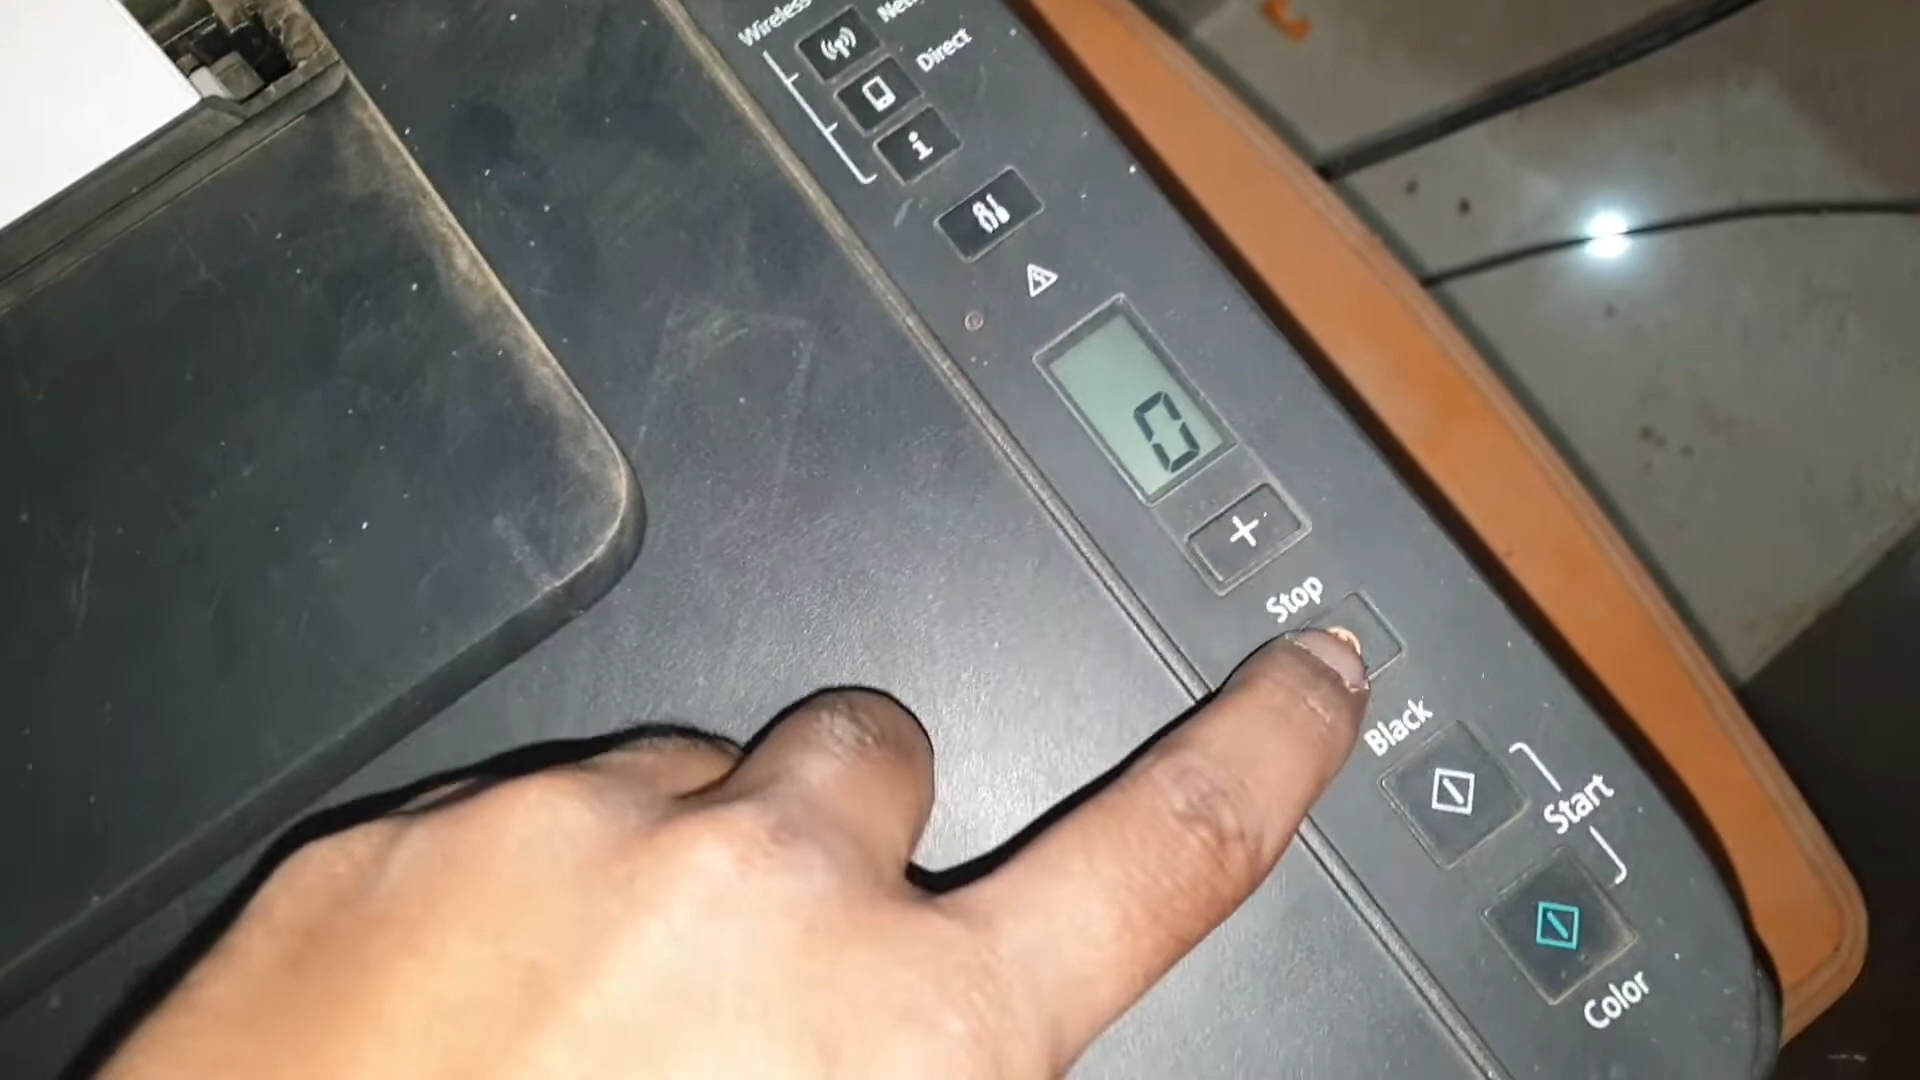 Wireless
Direct
i
0
+
Stop
Black
Start
Color